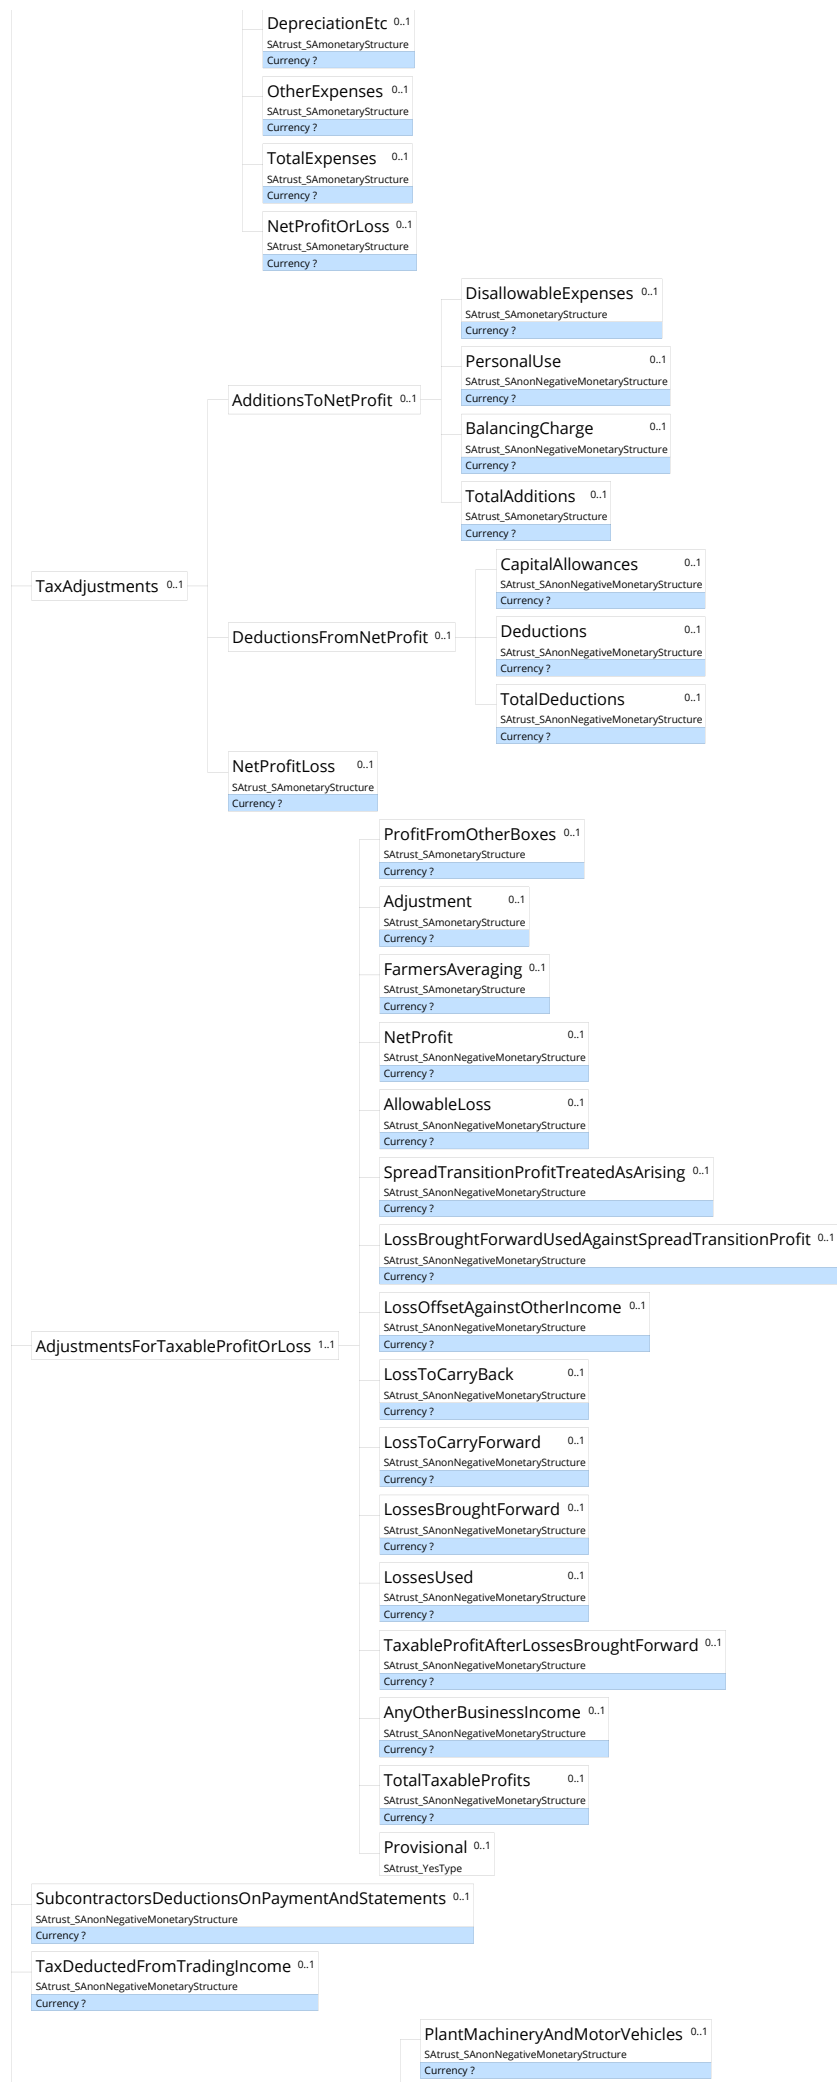 DepreciationEtc 0..1
SAtrust_SAmonetaryStructure
Currency ?
OtherExpenses 0..1
SAtrust_SAmonetaryStructure
Currency ?
TotalExpenses 0..1
SAtrust_SAmonetaryStructure
Currency ?
NetProfitOrLoss 0..1
SAtrust_SAmonetaryStructure
Currency ?
DisallowableExpenses 0..1
SAtrust_SAmonetaryStructure
Currency ?
PersonalUse 0..1
SAtrust_SAnonNegativeMonetaryStructure
Currency ?
AdditionsToNetProfit 0..1
BalancingCharge 0..1
SAtrust_SAnonNegativeMonetaryStructure
Currency ?
TotalAdditions 0..1
SAtrust_SAmonetaryStructure
Currency ?
TaxAdjustments 0..1
CapitalAllowances 0..1
SAtrust_SAnonNegativeMonetaryStructure
Currency ?
DeductionsFromNetProfit 0..1
Deductions 0..1
SAtrust_SAnonNegativeMonetaryStructure
Currency ?
TotalDeductions 0..1
SAtrust_SAnonNegativeMonetaryStructure
Currency ?
NetProfitLoss 0..1
SAtrust_SAmonetaryStructure
Currency ?
ProfitFromOtherBoxes 0..1
SAtrust_SAmonetaryStructure
Currency ?
Adjustment 0..1
SAtrust_SAmonetaryStructure
Currency ?
FarmersAveraging 0..1
SAtrust_SAmonetaryStructure
Currency ?
NetProfit 0..1
SAtrust_SAnonNegativeMonetaryStructure
Currency ?
AllowableLoss 0..1
SAtrust_SAnonNegativeMonetaryStructure
Currency ?
SpreadTransitionProfitTreatedAsArising 0..1
SAtrust_SAnonNegativeMonetaryStructure
Currency ?
LossBroughtForwardUsedAgainstSpreadTransitionProfit 0..1
SAtrust_SAnonNegativeMonetaryStructure
Currency ?
LossOffsetAgainstOtherIncome 0..1
SAtrust_SAnonNegativeMonetaryStructure
Currency ?
AdjustmentsForTaxableProfitOrLoss 1..1
LossToCarryBack 0..1
SAtrust_SAnonNegativeMonetaryStructure
Currency ?
LossToCarryForward 0..1
SAtrust_SAnonNegativeMonetaryStructure
Currency ?
LossesBroughtForward 0..1
SAtrust_SAnonNegativeMonetaryStructure
Currency ?
LossesUsed 0..1
SAtrust_SAnonNegativeMonetaryStructure
Currency ?
TaxableProfitAfterLossesBroughtForward 0..1
SAtrust_SAnonNegativeMonetaryStructure
Currency ?
AnyOtherBusinessIncome 0..1
SAtrust_SAnonNegativeMonetaryStructure
Currency ?
TotalTaxableProfits 0..1
SAtrust_SAnonNegativeMonetaryStructure
Currency ?
Provisional 0..1
SAtrust_YesType
SubcontractorsDeductionsOnPaymentAndStatements 0..1
SAtrust_SAnonNegativeMonetaryStructure
Currency ?
TaxDeductedFromTradingIncome 0..1
SAtrust_SAnonNegativeMonetaryStructure
Currency ?
PlantMachineryAndMotorVehicles 0..1
SAtrust_SAnonNegativeMonetaryStructure
Currency ?